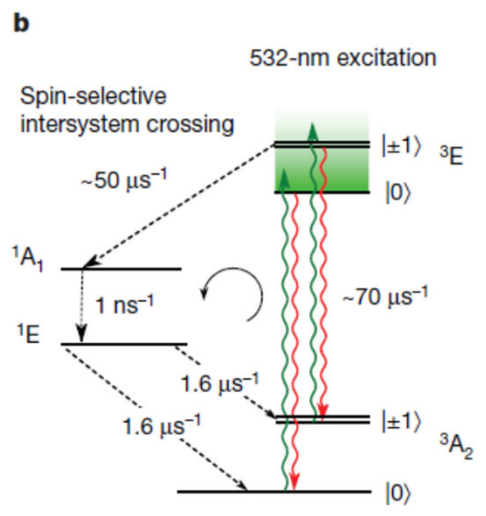 b
532-nm excitation
Spin-selective
intersystem crossing
|±1⟩
³E
~50 μs⁻¹
|0⟩
¹A₁
1 ns⁻¹
~70 μs⁻¹
¹E
1.6 μs⁻¹
1.6 μs⁻¹
|±1⟩
³A₂
|0⟩